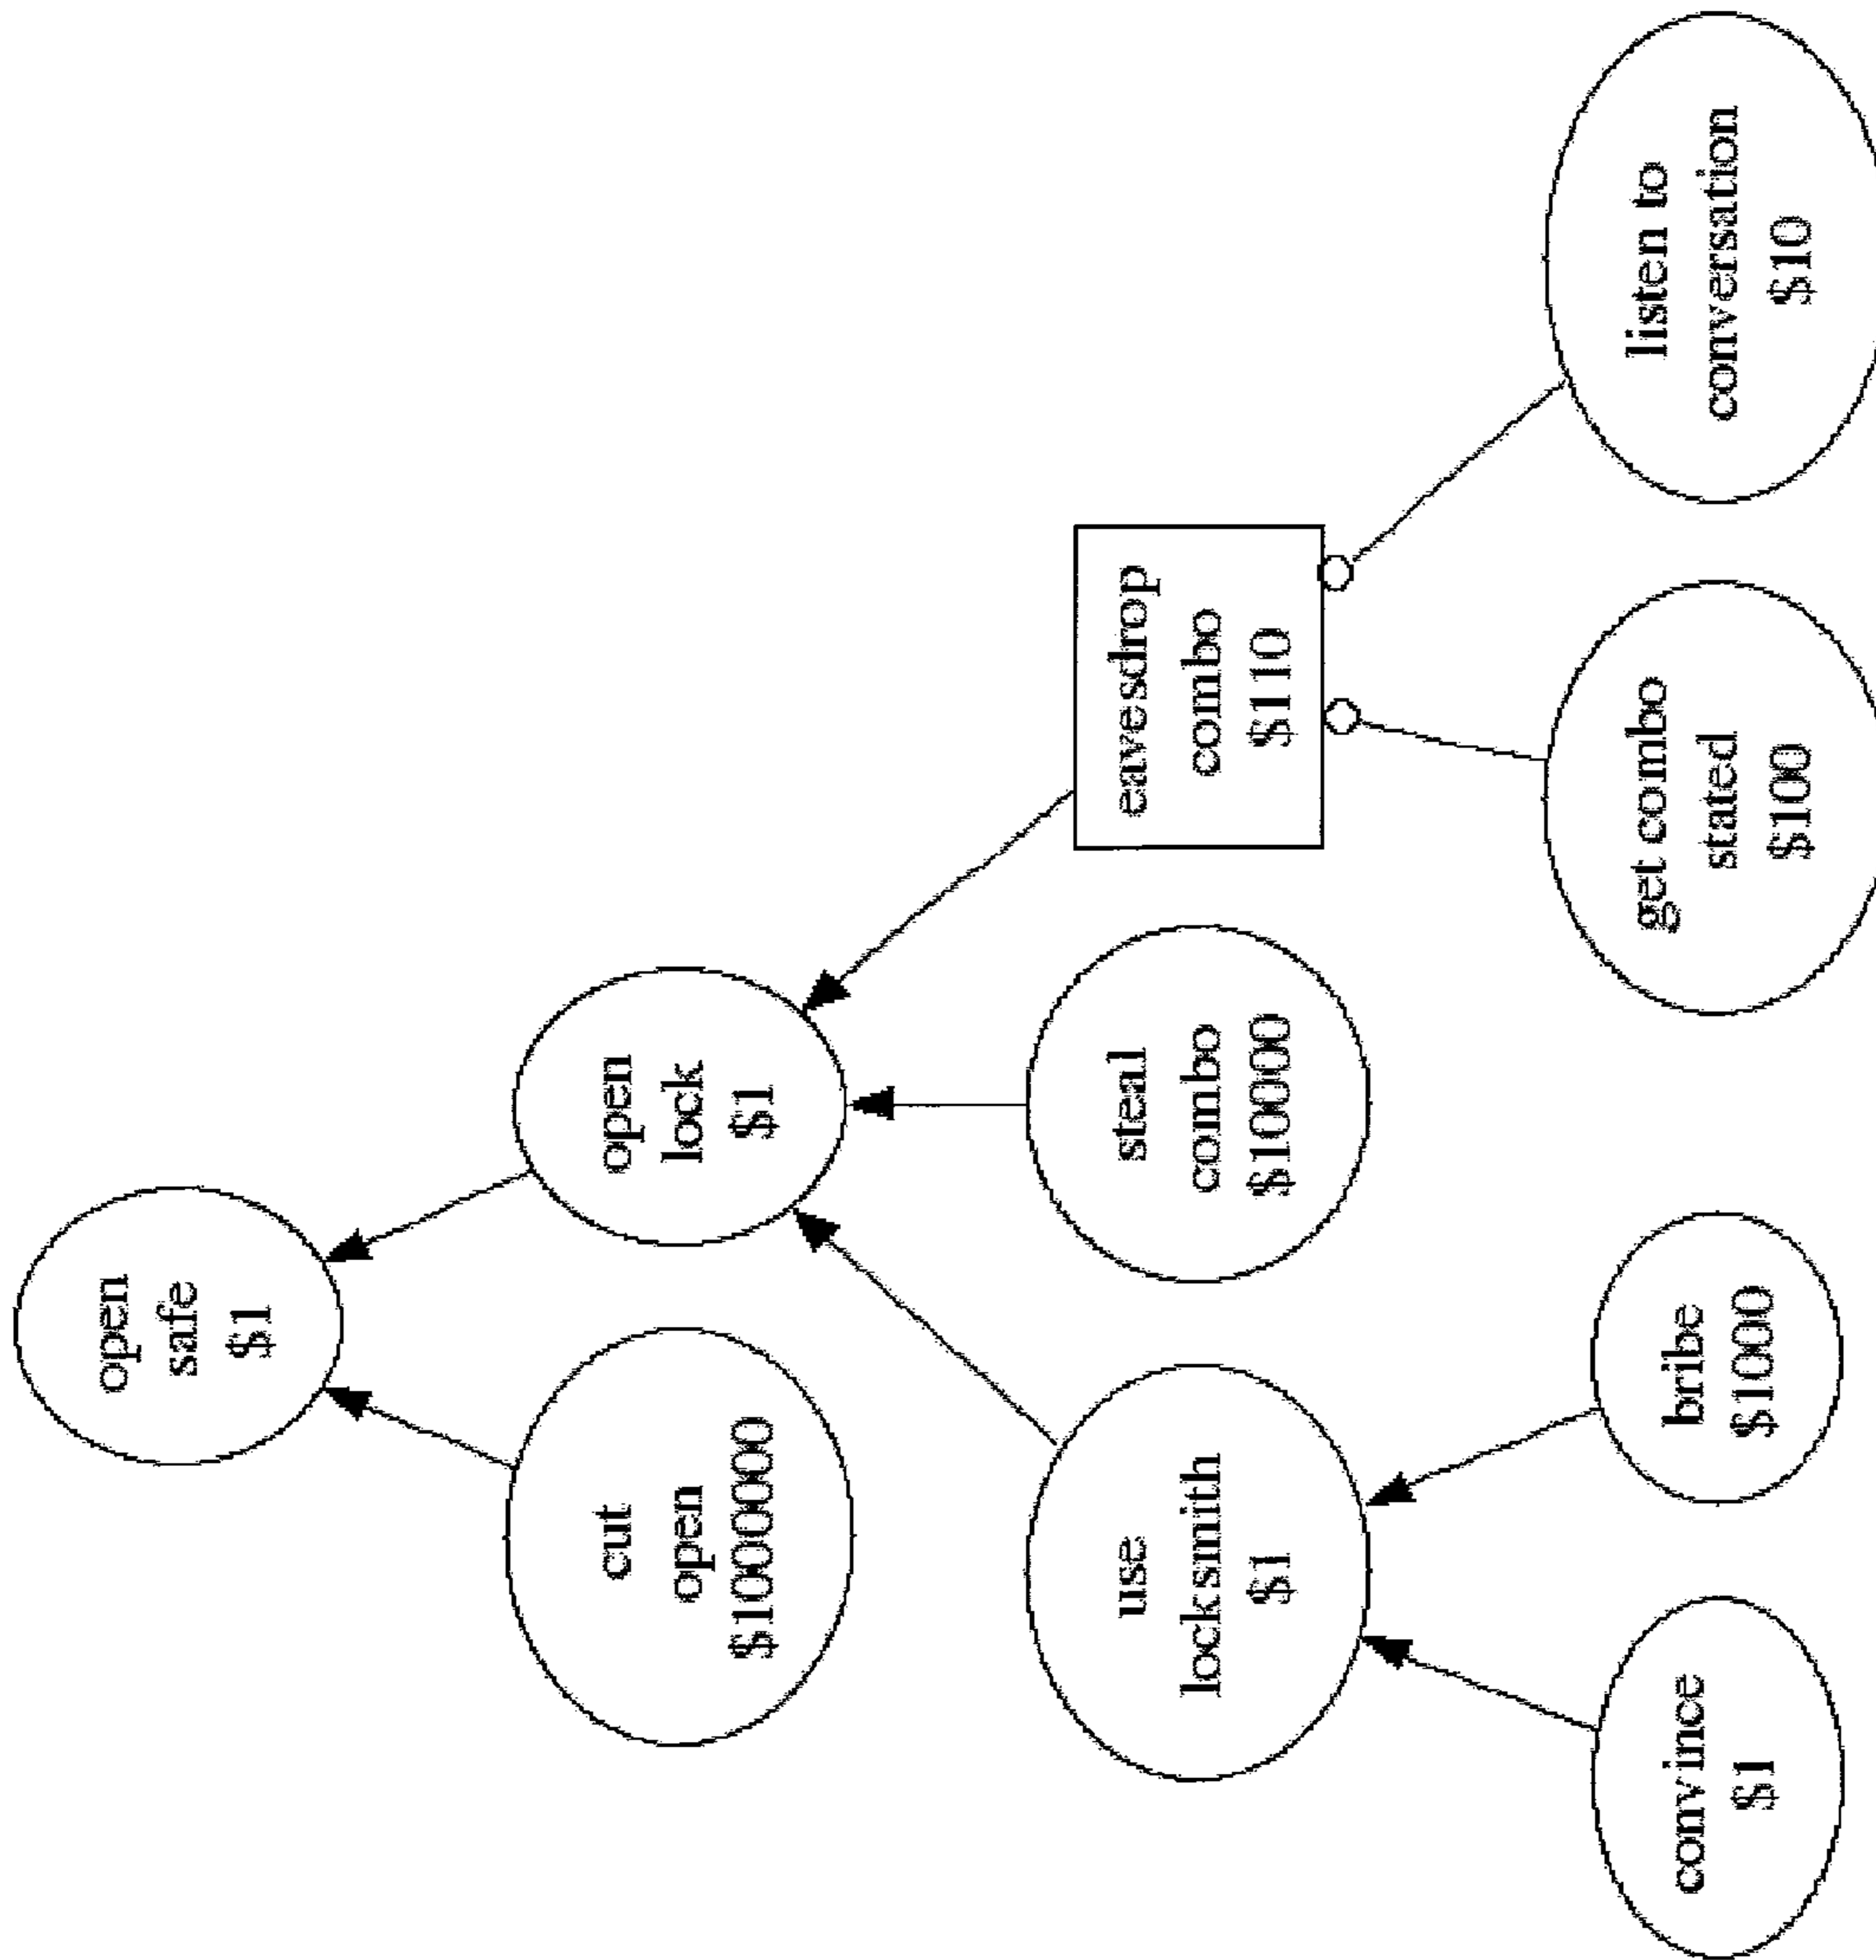 open
safe
$1
cut
open
$1000000
open
lock
$1
use
locksmith
$1
steal
combo
$10000
eavesdrop
combo
$110
convince
$1
bribe
$1000
get combo
stated
$100
listen to
conversation
$10